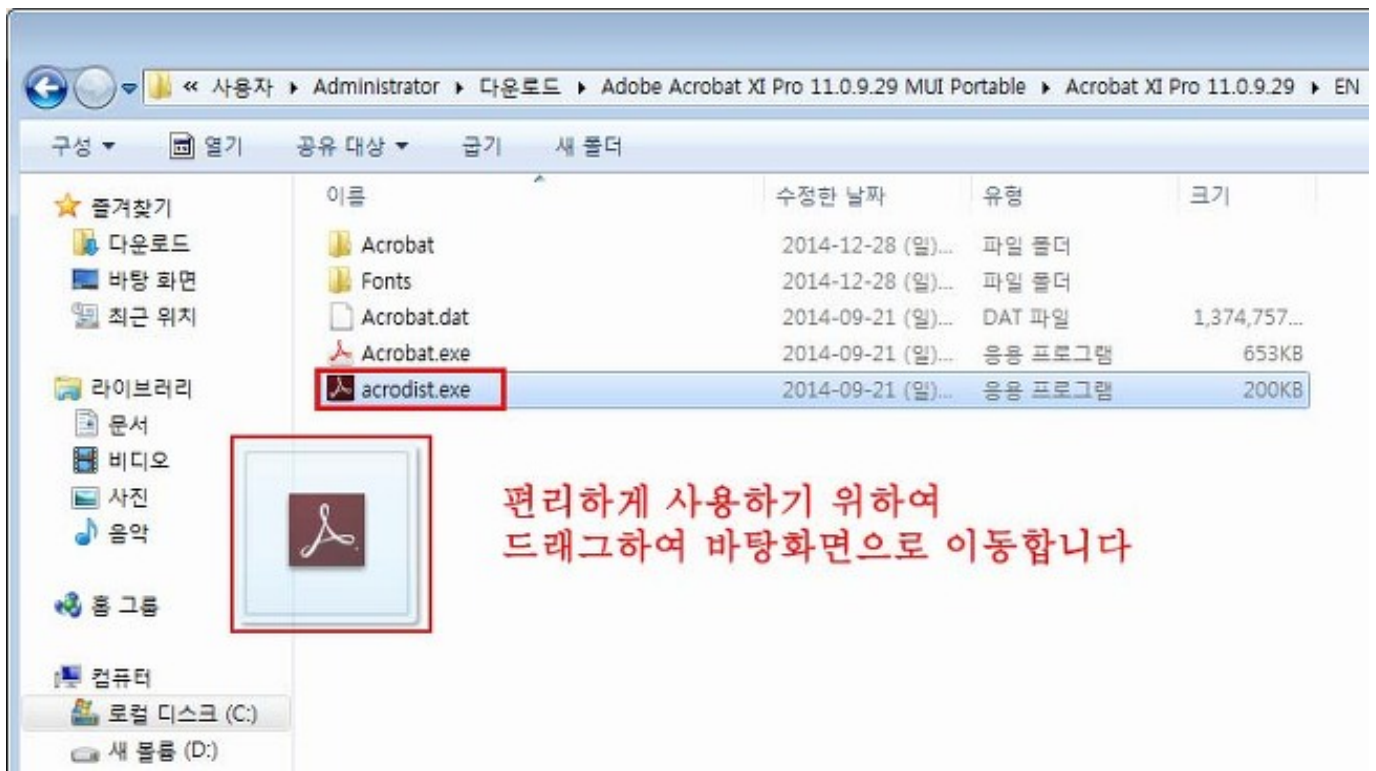 « 사용자 ▸ Administrator ▸ 다운로드 ▸ Adobe Acrobat XI Pro 11.0.9.29 MUI Portable ▸ Acrobat XI Pro 11.0.9.29 ▸ EN
구성 ▼ 열기 공유 대상 ▼ 굽기 새 폴더
이름 수정한 날짜 유형 크기
즐겨찾기
다운로드
바탕 화면
최근 위치
라이브러리
문서
비디오
사진
음악
홈 그룹
컴퓨터
로컬 디스크 (C:)
새 볼륨 (D:)
Acrobat 2014-12-28 (일)... 파일 폴더
Fonts 2014-12-28 (일)... 파일 폴더
Acrobat.dat 2014-09-21 (일)... DAT 파일 1,374,757...
Acrobat.exe 2014-09-21 (일)... 응용 프로그램 653KB
acrodist.exe 2014-09-21 (일)... 응용 프로그램 200KB
편리하게 사용하기 위하여
드래그하여 바탕화면으로 이동합니다